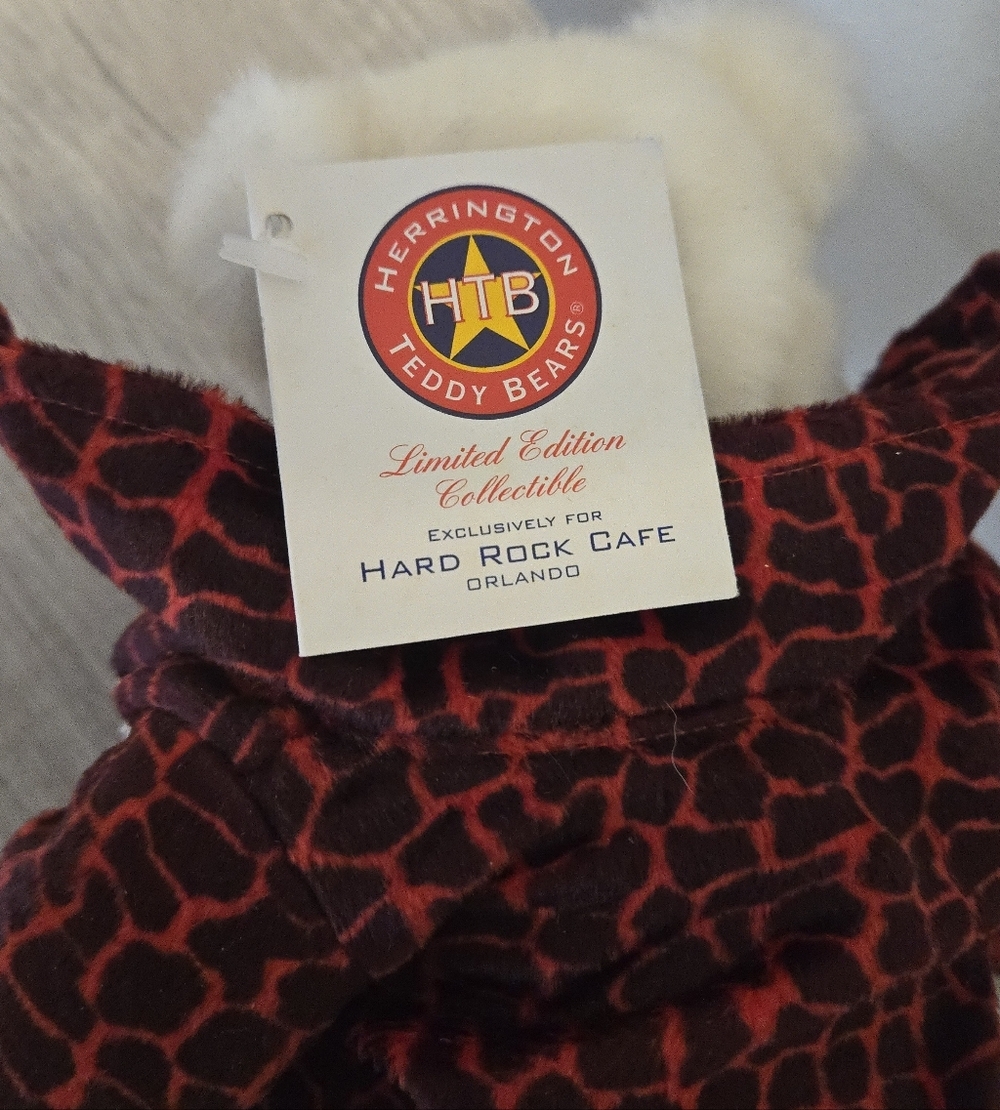 HERRINGTON
HTB
TEDDY BEARS®
Limited Edition
Collectible
EXCLUSIVELY FOR
HARD ROCK CAFE
ORLANDO